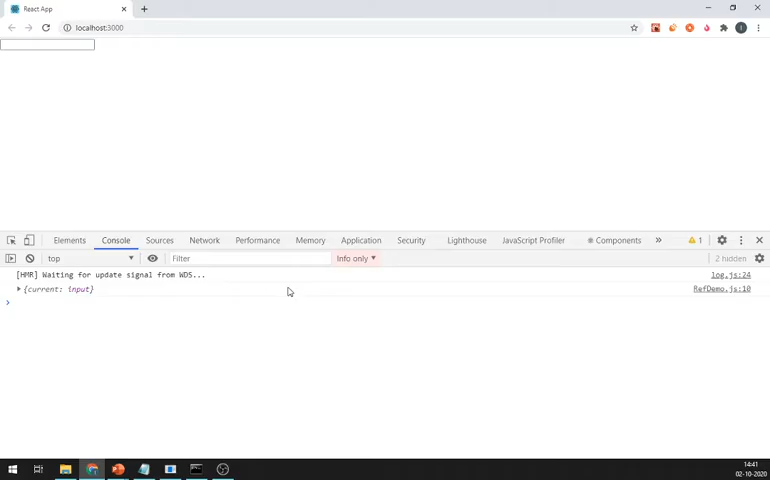 React App
localhost:3000
Elements Console Sources Network Performance Memory Application Security Lighthouse JavaScript Profiler Components » 1
top Filter Info only 2 hidden
[HMR] Waiting for update signal from WDS... log.js:24
{current: input} RefDemo.js:10
14:41
02-10-2020